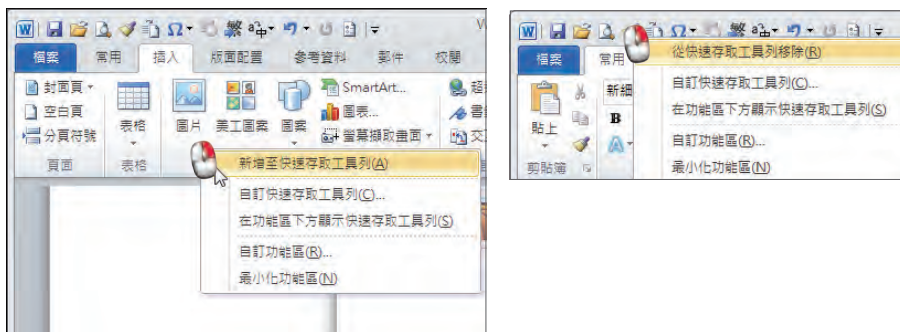 檔案 常用 插入 版面配置 參考資料 郵件 校閱
封面頁
空白頁
分頁符號
表格
圖片
美工圖案
圖案
SmartArt...
圖表...
螢幕擷取畫面
頁面
表格
新增至快速存取工具列(A)
自訂快速存取工具列(C)...
在功能區下方顯示快速存取工具列(S)
自訂功能區(R)...
最小化功能區(N)
檔案 常用
貼上
新細
B
A
剪貼簿
從快速存取工具列移除(R)
自訂快速存取工具列(C)...
在功能區下方顯示快速存取工具列(S)
自訂功能區(R)...
最小化功能區(N)